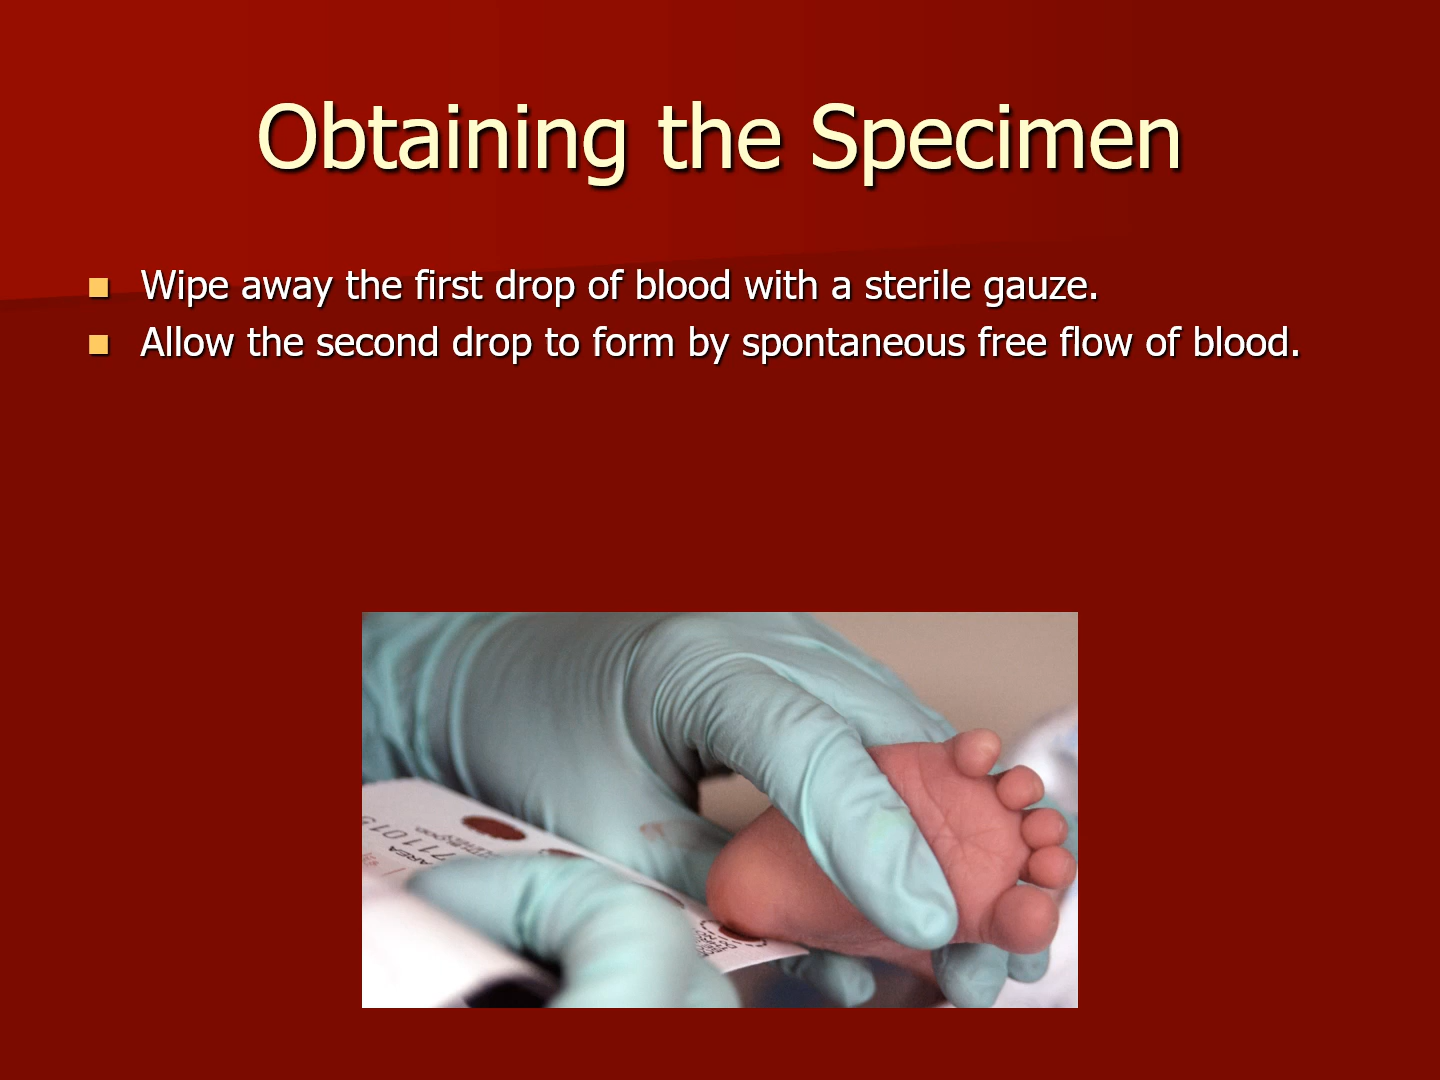 Obtaining the Specimen
Wipe away the first drop of blood with a sterile gauze.
Allow the second drop to form by spontaneous free flow of blood.
AREA